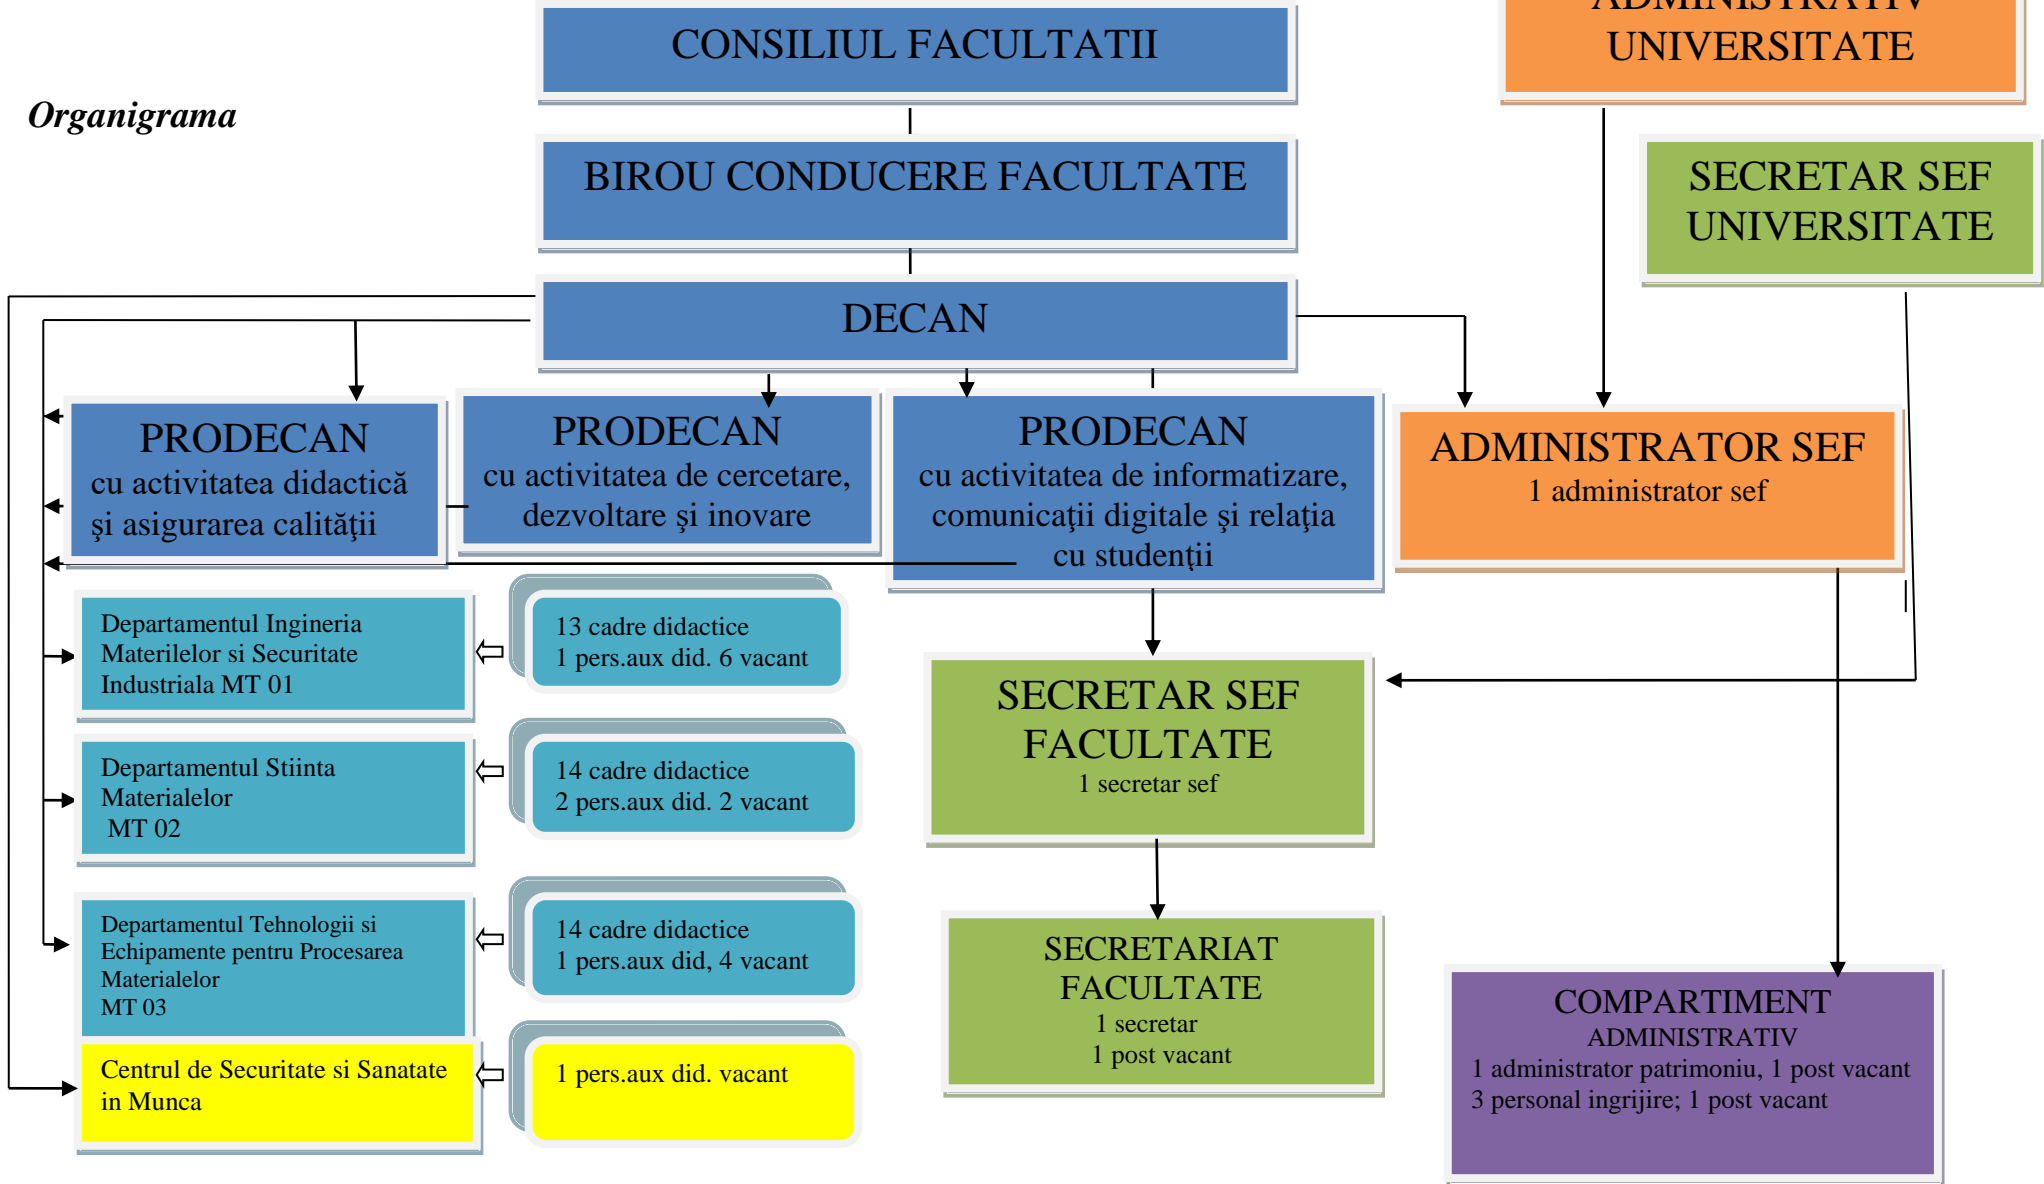 ADMINISTRATIV
UNIVERSITATE
CONSILIUL FACULTATII
Organigrama
BIROU CONDUCERE FACULTATE
SECRETAR SEF
UNIVERSITATE
DECAN
PRODECAN
cu activitatea didactică
şi asigurarea calităţii
PRODECAN
cu activitatea de cercetare,
dezvoltare şi inovare
PRODECAN
cu activitatea de informatizare,
comunicaţii digitale şi relaţia
cu studenţii
ADMINISTRATOR SEF
1 administrator sef
Departamentul Ingineria
Materilelor si Securitate
Industriala MT 01
13 cadre didactice
1 pers.aux did. 6 vacant
SECRETAR SEF
FACULTATE
1 secretar sef
Departamentul Stiinta
Materialelor
MT 02
14 cadre didactice
2 pers.aux did. 2 vacant
Departamentul Tehnologii si
Echipamente pentru Procesarea
Materialelor
MT 03
14 cadre didactice
1 pers.aux did, 4 vacant
SECRETARIAT
FACULTATE
1 secretar
1 post vacant
COMPARTIMENT
ADMINISTRATIV
1 administrator patrimoniu, 1 post vacant
3 personal ingrijire; 1 post vacant
Centrul de Securitate si Sanatate
in Munca
1 pers.aux did. vacant